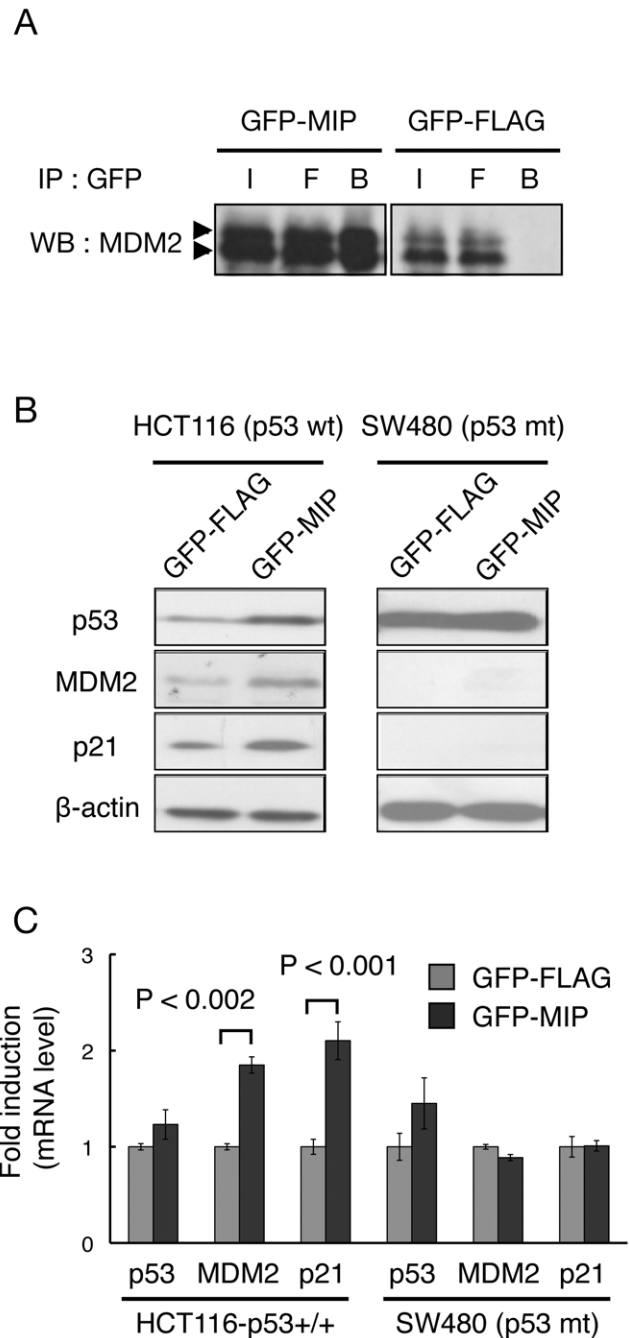 A
GFP-MIP GFP-FLAG
IP : GFP I F B I F B
WB : MDM2
B
HCT116 (p53 wt) SW480 (p53 mt)
GFP-FLAG GFP-MIP GFP-FLAG GFP-MIP
p53
MDM2
p21
β-actin
C
Fold induction
(mRNA level)
3
2
1
0
P < 0.002
P < 0.001
GFP-FLAG
GFP-MIP
p53 MDM2 p21 p53 MDM2 p21
HCT116-p53+/+ SW480 (p53 mt)